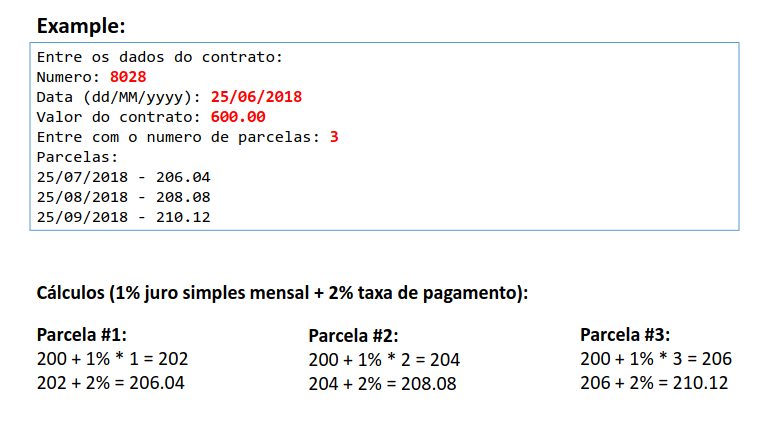 Example:
Entre os dados do contrato:
Numero: 8028
Data (dd/MM/yyyy): 25/06/2018
Valor do contrato: 600.00
Entre com o numero de parcelas: 3
Parcelas:
25/07/2018 - 206.04
25/08/2018 - 208.08
25/09/2018 - 210.12
Cálculos (1% juro simples mensal + 2% taxa de pagamento):
Parcela #1:
200 + 1% * 1 = 202
202 + 2% = 206.04
Parcela #2:
200 + 1% * 2 = 204
204 + 2% = 208.08
Parcela #3:
200 + 1% * 3 = 206
206 + 2% = 210.12